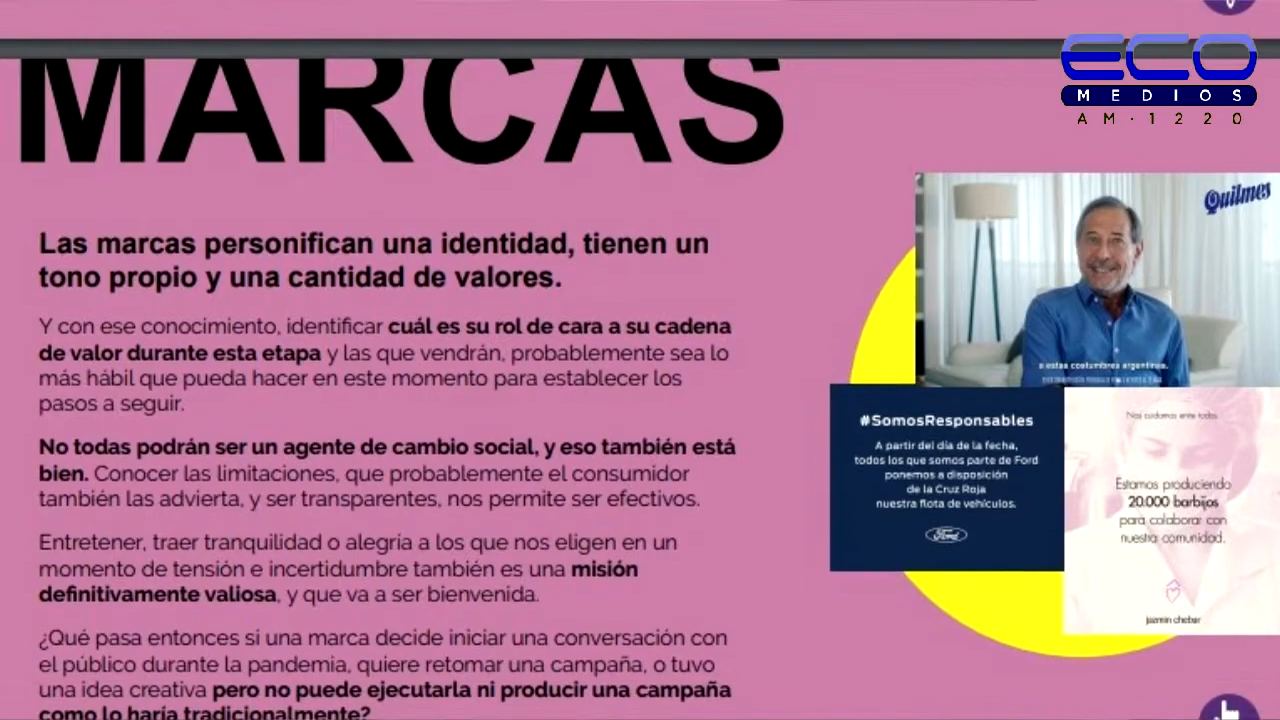 MARCAS
ECO
MEDIOS
AM·1220
Las marcas personifican una identidad, tienen un
tono propio y una cantidad de valores.
Y con ese conocimiento, identificar cuál es su rol de cara a su cadena
de valor durante esta etapa y las que vendrán, probablemente sea lo
más hábil que pueda hacer en este momento para establecer los
pasos a seguir.
No todas podrán ser un agente de cambio social, y eso también está
bien. Conocer las limitaciones, que probablemente el consumidor
también las advierta, y ser transparentes, nos permite ser efectivos.
Entretener, traer tranquilidad o alegría a los que nos eligen en un
momento de tensión e incertidumbre también es una misión
definitivamente valiosa, y que va a ser bienvenida.
¿Qué pasa entonces si una marca decide iniciar una conversación con
el público durante la pandemia, quiere retomar una campaña, o tuvo
una idea creativa pero no puede ejecutarla ni producir una campaña
como lo haría tradicionalmente?
Quilmes
a estas costumbres argentinas.
#SomosResponsables
A partir del día de la fecha,
todos los que somos parte de Ford
ponemos a disposición
de la Cruz Roja
nuestra flota de vehículos.
Ford
Nos cuidamos entre todos.
Estamos produciendo
20.000 barbijos
para colaborar con
nuestra comunidad.
jazmín chebar